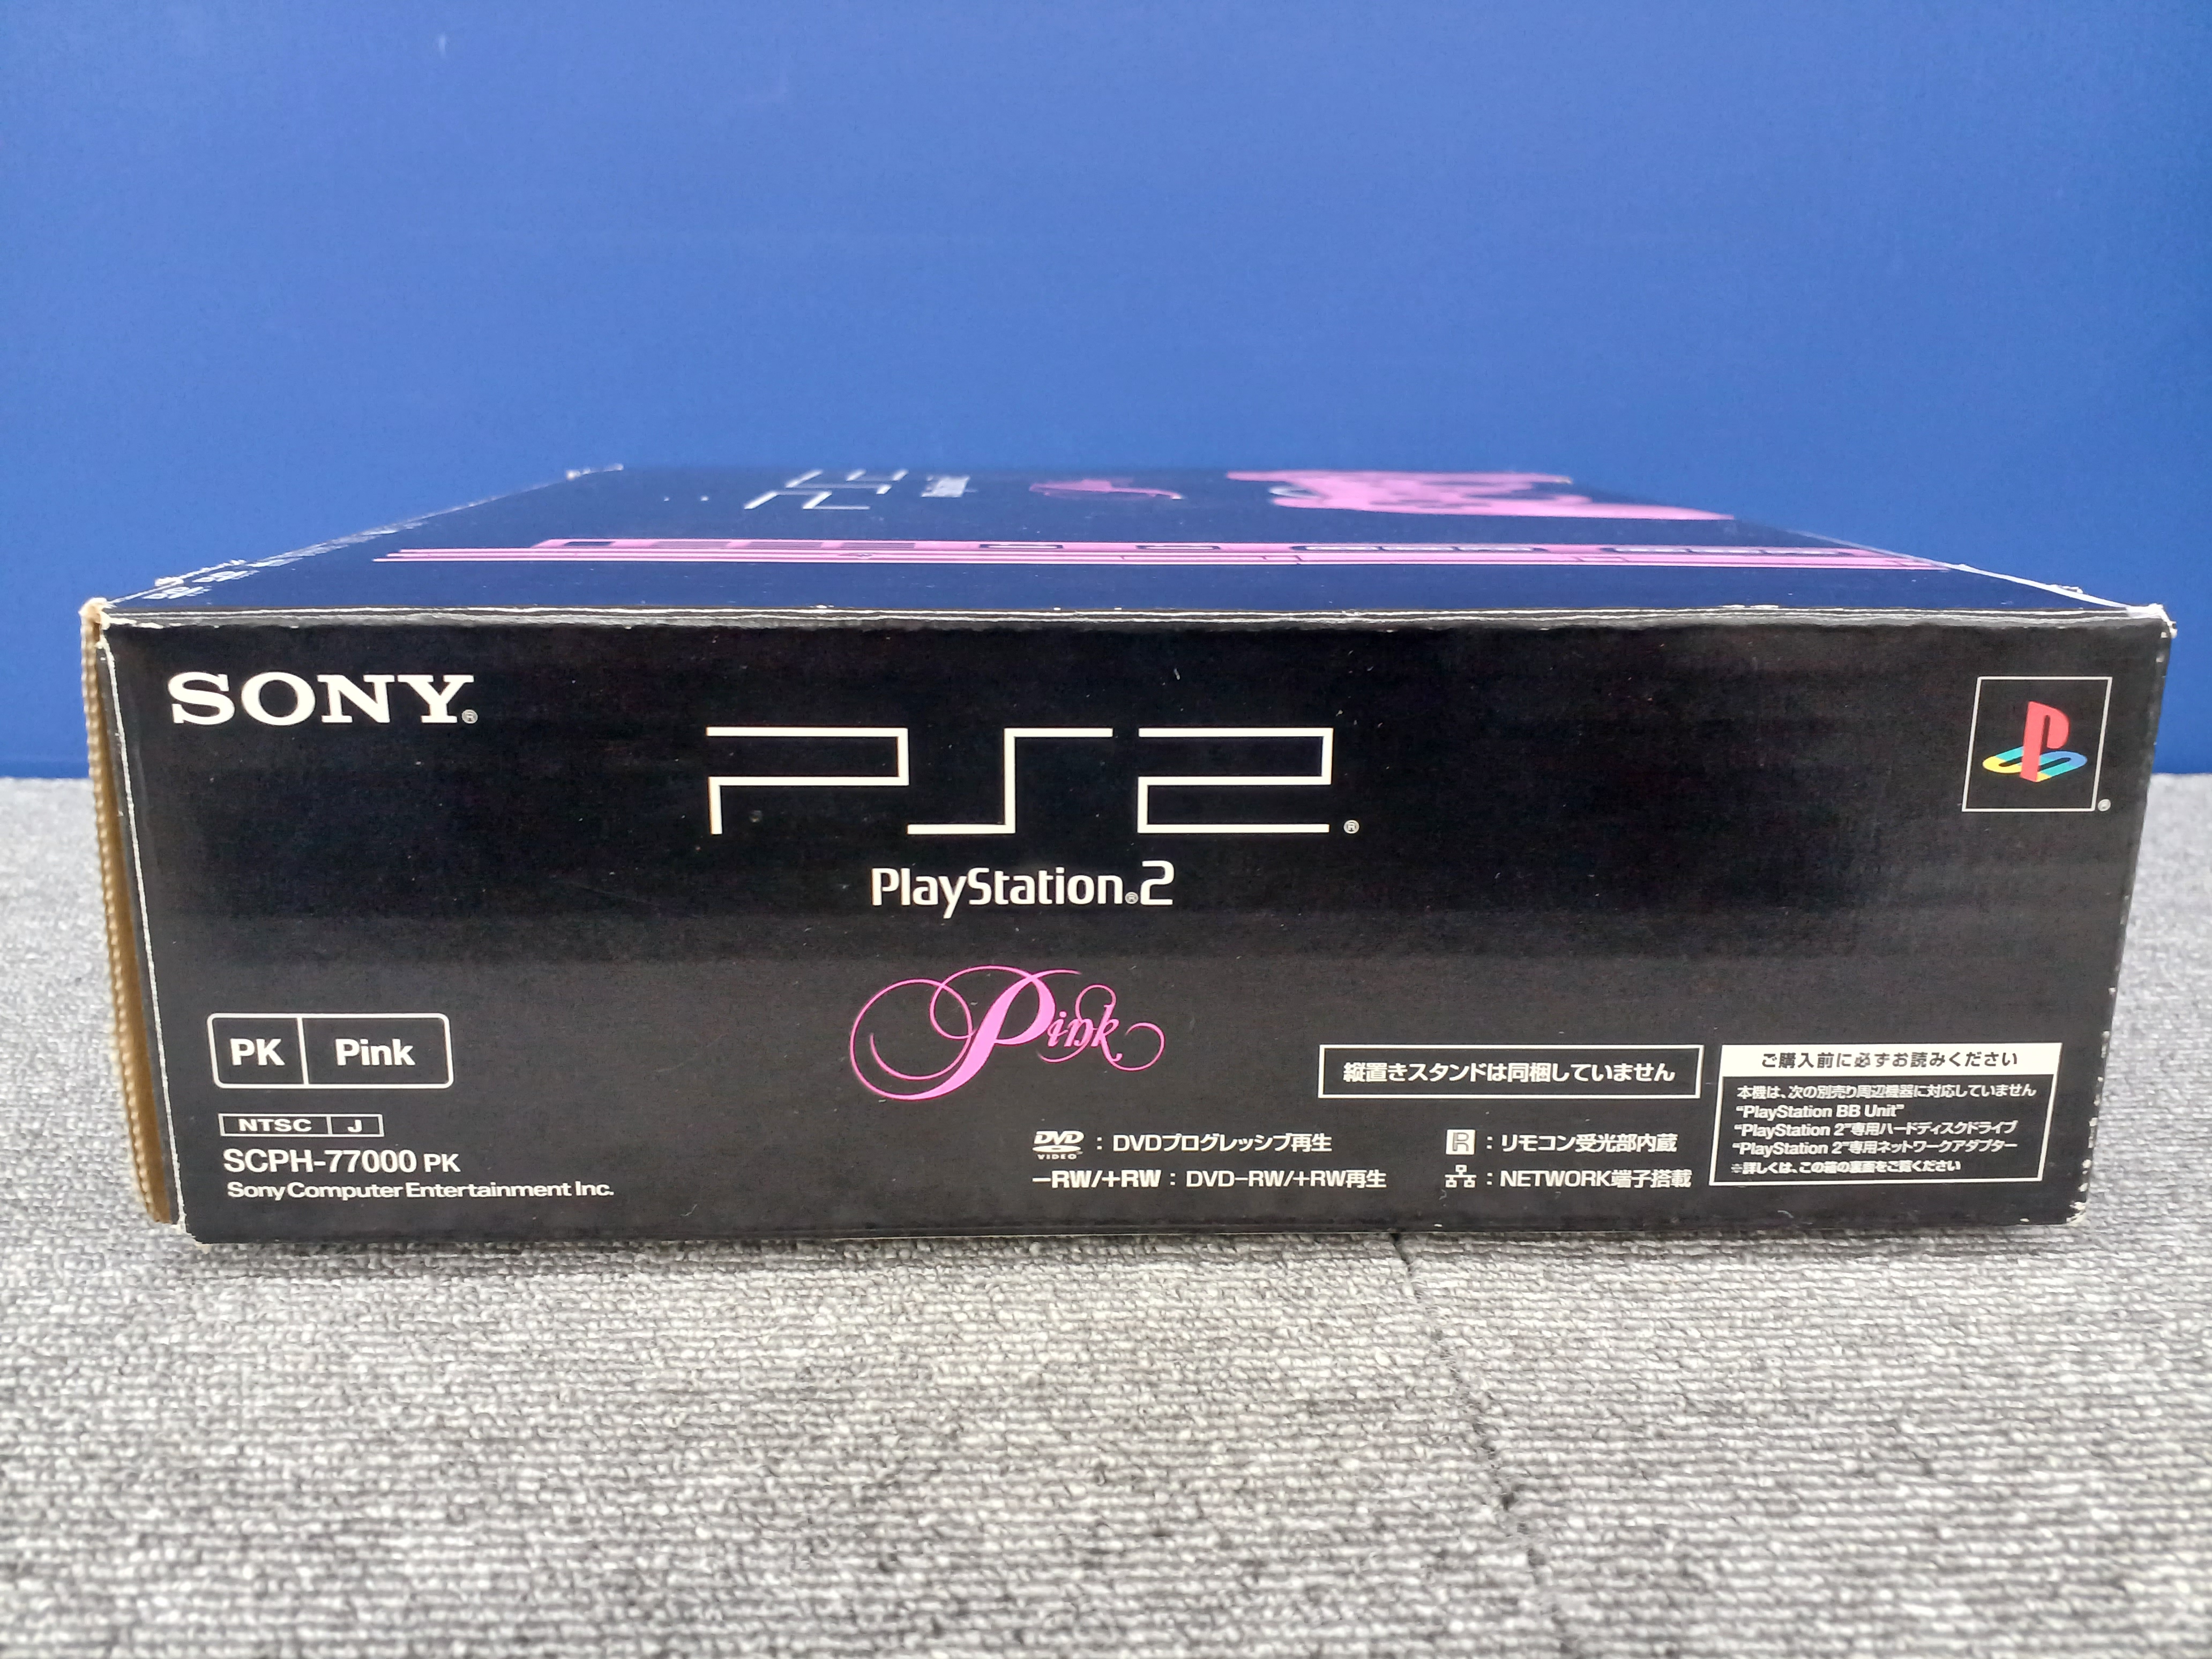 SONY®
PS2®
PlayStation®2
Pink
PK Pink
NTSC J
SCPH-77000 PK
Sony Computer Entertainment Inc.
DVD VIDEO : DVDプログレッシブ再生
−RW/+RW : DVD−RW/+RW再生
縦置きスタンドは同梱していません
R : リモコン受光部内蔵
: NETWORK端子搭載
ご購入前に必ずお読みください
本機は、次の別売り周辺機器に対応していません
“PlayStation BB Unit”
“PlayStation 2”専用ハードディスクドライブ
“PlayStation 2”専用ネットワークアダプター
※詳しくは、この箱の裏面をご覧ください